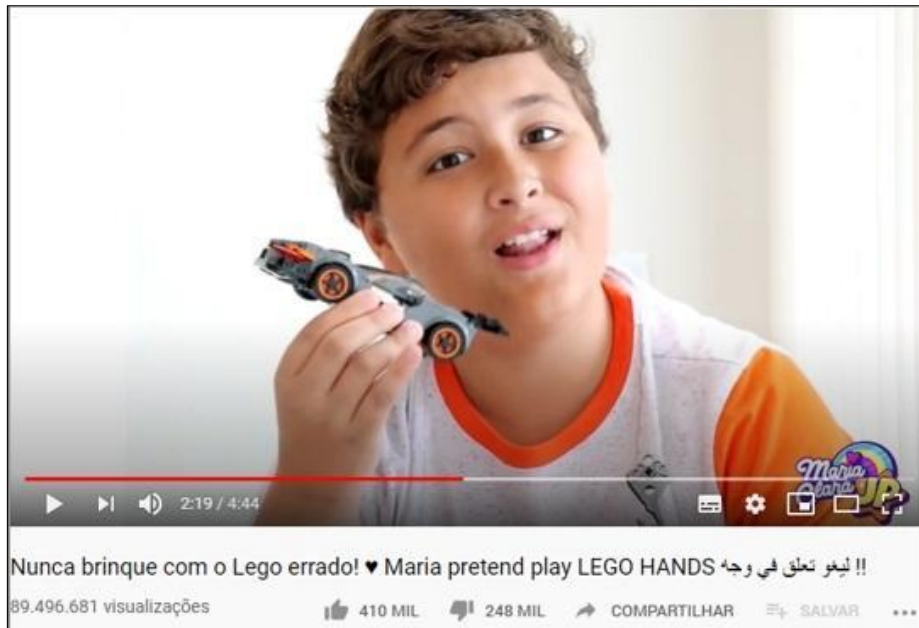 Maria
Clara
UP
2:19 / 4:44
Nunca brinque com o Lego errado! ♥ Maria pretend play LEGO HANDS ليغو تعلق في وجه !!
89.496.681 visualizações
410 MIL
248 MIL
COMPARTILHAR
SALVAR